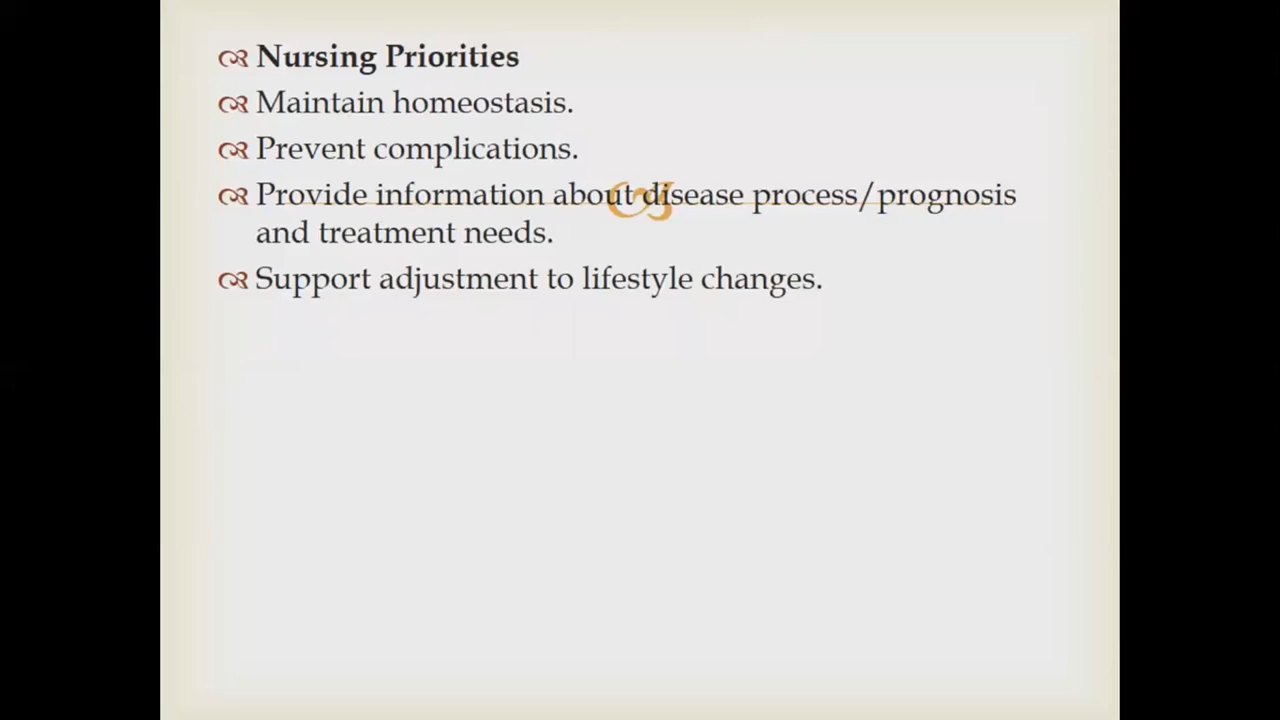 Nursing Priorities
Maintain homeostasis.
Prevent complications.
Provide information about disease process/prognosis
and treatment needs.
Support adjustment to lifestyle changes.